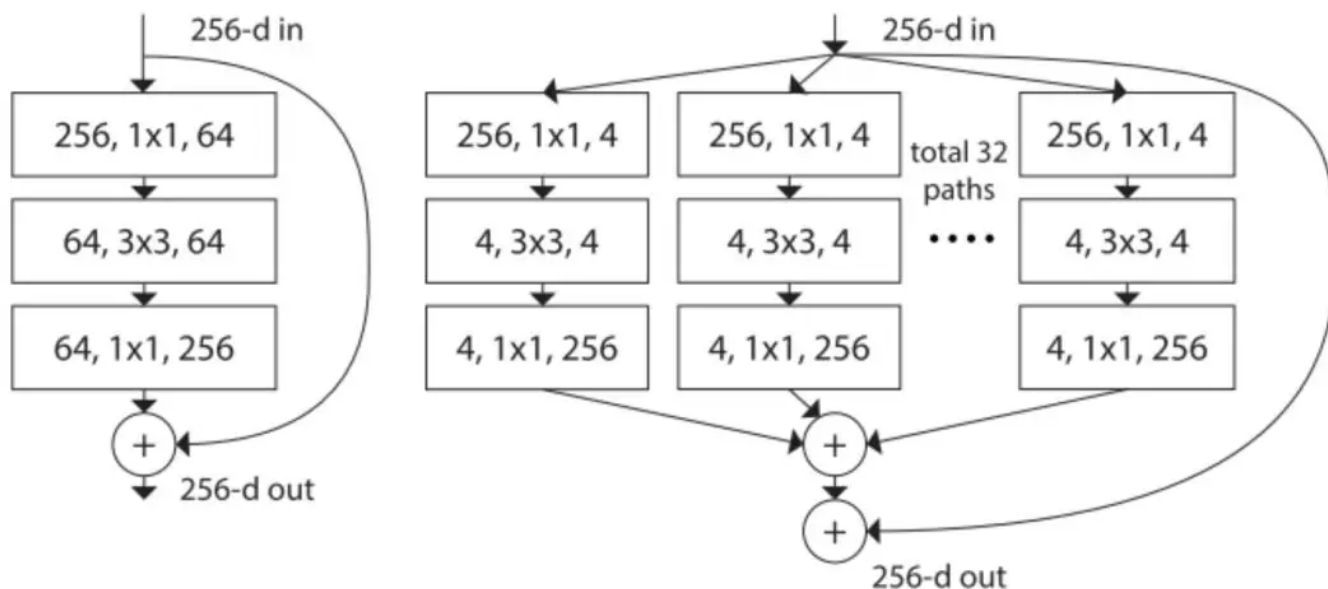 256-d in
256, 1x1, 64
64, 3x3, 64
64, 1x1, 256
+
256-d out
256-d in
256, 1x1, 4
4, 3x3, 4
4, 1x1, 256
256, 1x1, 4
4, 3x3, 4
4, 1x1, 256
total 32
paths
....
256, 1x1, 4
4, 3x3, 4
4, 1x1, 256
+
+
256-d out